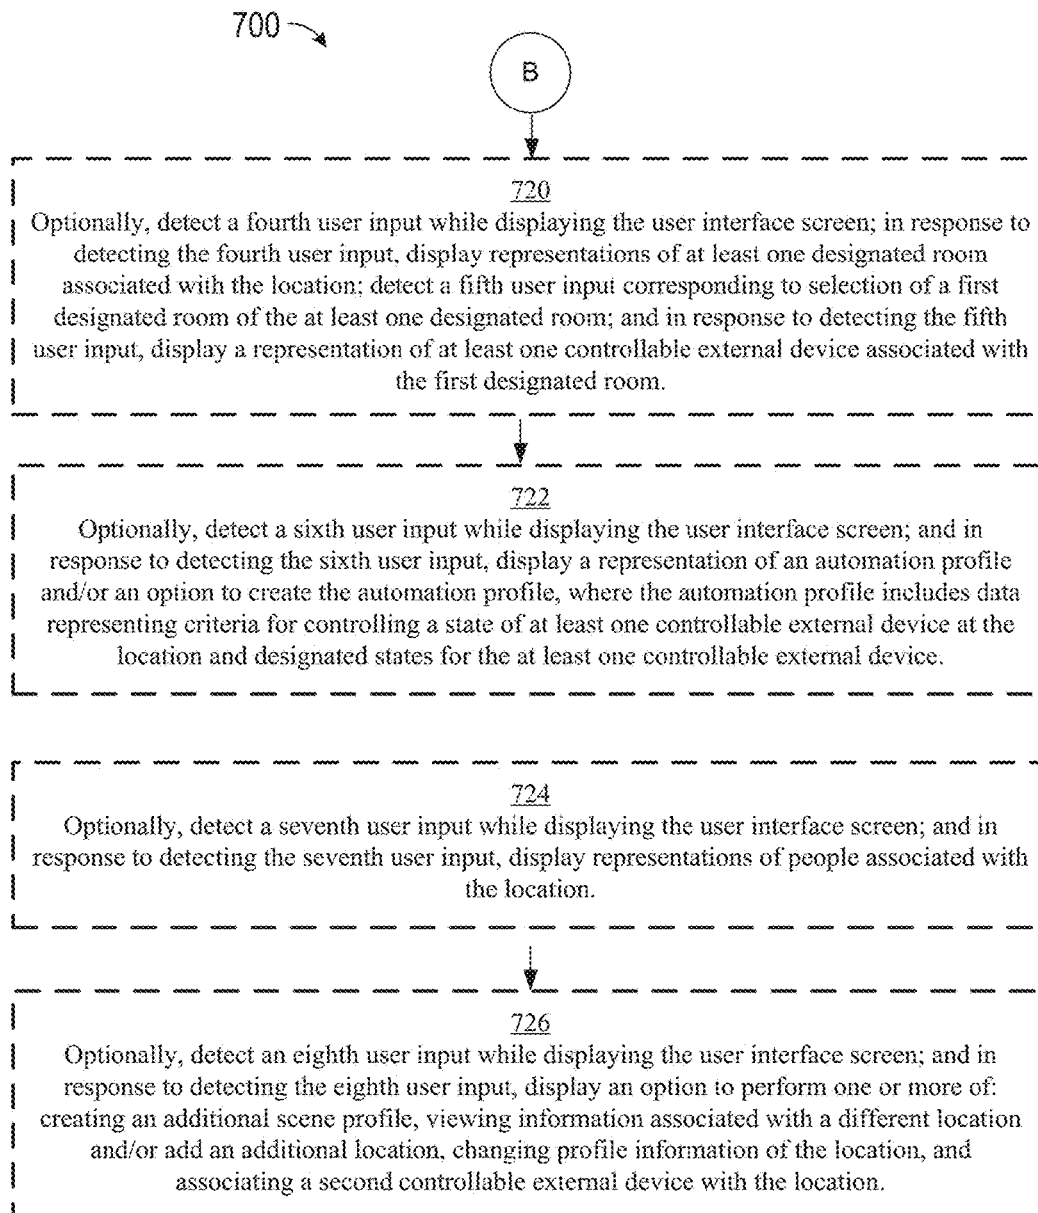 700
B
720
Optionally, detect a fourth user input while displaying the user interface screen; in response to
detecting the fourth user input, display representations of at least one designated room
associated with the location; detect a fifth user input corresponding to selection of a first
designated room of the at least one designated room; and in response to detecting the fifth
user input, display a representation of at least one controllable external device associated with
the first designated room.
722
Optionally, detect a sixth user input while displaying the user interface screen; and in
response to detecting the sixth user input, display a representation of an automation profile
and/or an option to create the automation profile, where the automation profile includes data
representing criteria for controlling a state of at least one controllable external device at the
location and designated states for the at least one controllable external device.
724
Optionally, detect a seventh user input while displaying the user interface screen; and in
response to detecting the seventh user input, display representations of people associated with
the location.
726
Optionally, detect an eighth user input while displaying the user interface screen; and in
response to detecting the eighth user input, display an option to perform one or more of:
creating an additional scene profile, viewing information associated with a different location
and/or add an additional location, changing profile information of the location, and
associating a second controllable external device with the location.